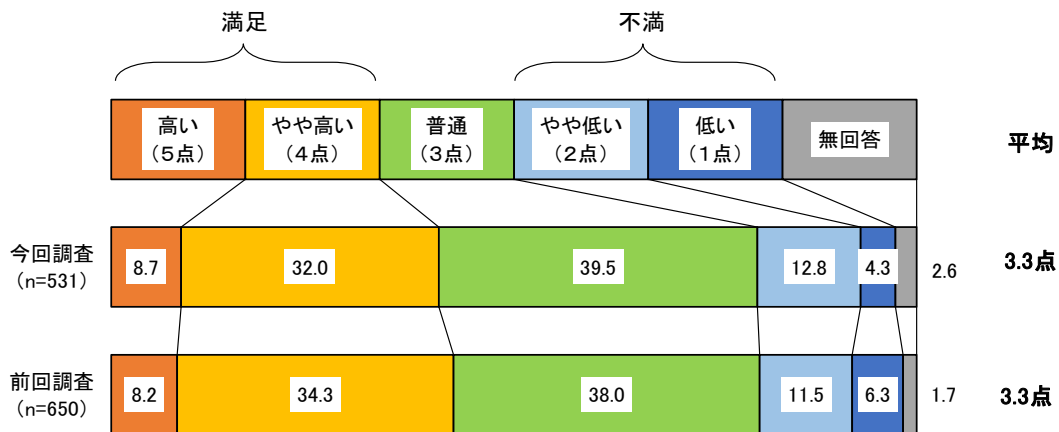 満足
不満
高い
（５点）
やや高い
（４点）
普通
（３点）
やや低い
（２点）
低い
（１点）
無回答
平均
今回調査
(n=531)
8.7
32.0
39.5
12.8
4.3
2.6
3.3点
前回調査
(n=650)
8.2
34.3
38.0
11.5
6.3
1.7
3.3点